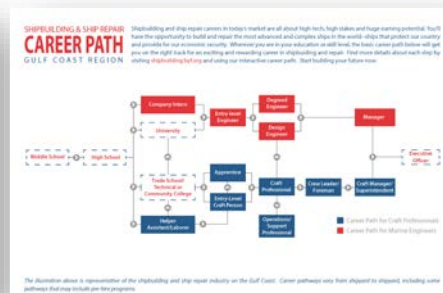 SHIPBUILDING & SHIP REPAIR
CAREER PATH
GULF COAST REGION
Shipbuilding and ship repair careers in today's market are all about high-tech, high stakes and huge earning potential. You'll
have the opportunity to build and repair the most advanced and complex ships in the world—ships that protect our country
and provide for our economic security. Wherever you are in your education or skill level, the basic career path below will get
you on the right track for an exciting and rewarding career in shipbuilding and repair. Find more details about each step by
visiting shipbuilding.byf.org and using our interactive career path. Start building your future now.
Company Intern
University
Entry-level
Engineer
Degreed
Engineer
Design
Engineer
Manager
Middle School
High School
Executive
Officer
Trade School/
Technical or
Community College
Apprentice
Entry-Level
Craft Person
Helper
Assistant/Laborer
Craft
Professional
Crew Leader/
Foreman
Craft Manager/
Superintendent
Operations/
Support
Professional
Career Path for Craft Professionals
Career Path for Marine Engineers
The illustration above is representative of the shipbuilding and ship repair industry on the Gulf Coast. Career pathways vary from shipyard to shipyard, including some
pathways that may include pre-hire programs.